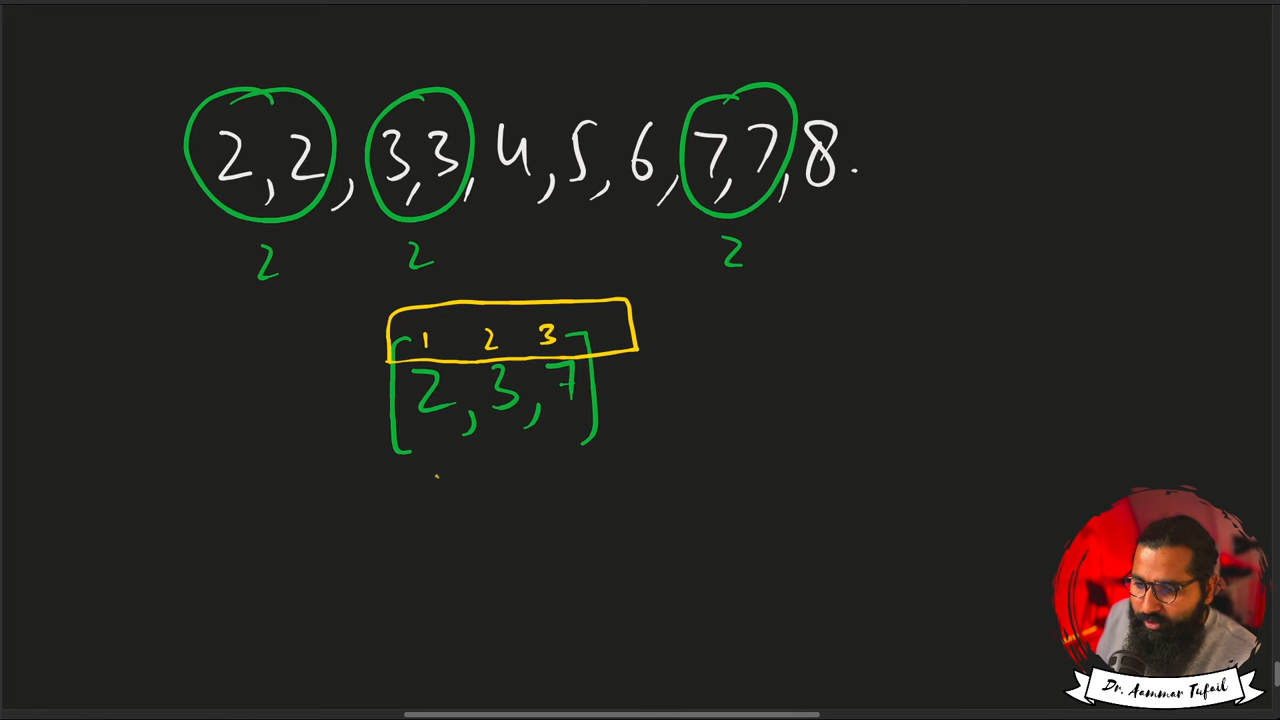 2,2,3,3,4,5,6,7,7,8.
2 2 2
1 2 3
[2,3,7]
Dr. Aammar Tufail